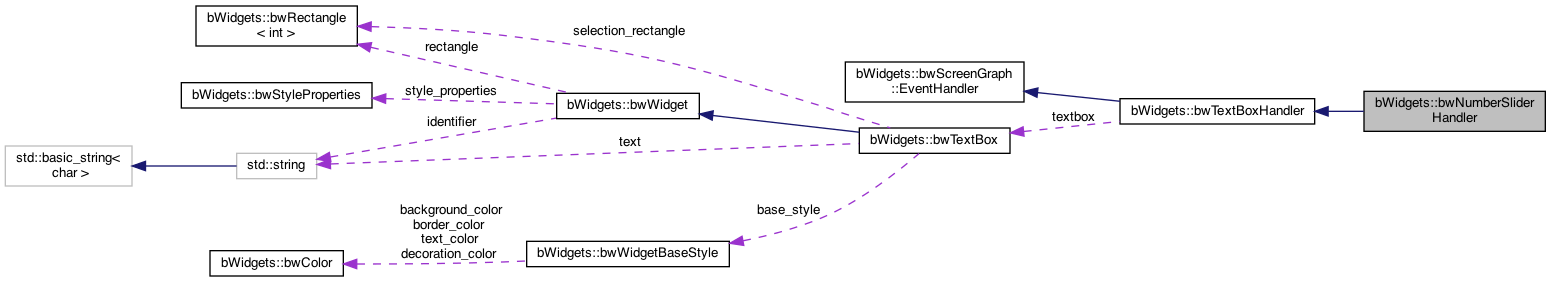 bWidgets::bwRectangle
< int >
selection_rectangle
rectangle
bWidgets::bwStyleProperties
style_properties
bWidgets::bwWidget
identifier
std::basic_string<
char >
std::string
text
bWidgets::bwScreenGraph
::EventHandler
bWidgets::bwTextBoxHandler
bWidgets::bwNumberSlider
Handler
textbox
bWidgets::bwTextBox
base_style
background_color
border_color
text_color
decoration_color
bWidgets::bwWidgetBaseStyle
bWidgets::bwColor